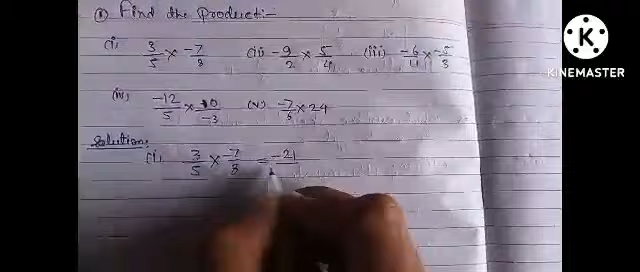 ① Find the Product:-
(i) 3/5 × -7/8 (ii) -9/2 × 5/4 (iii) -6/11 × -5/3
(iv) -12/5 × 10/-3 (v) -7/6 × 24
Solution:
(i) 3/5 × -7/8 = -21
KINEMASTER